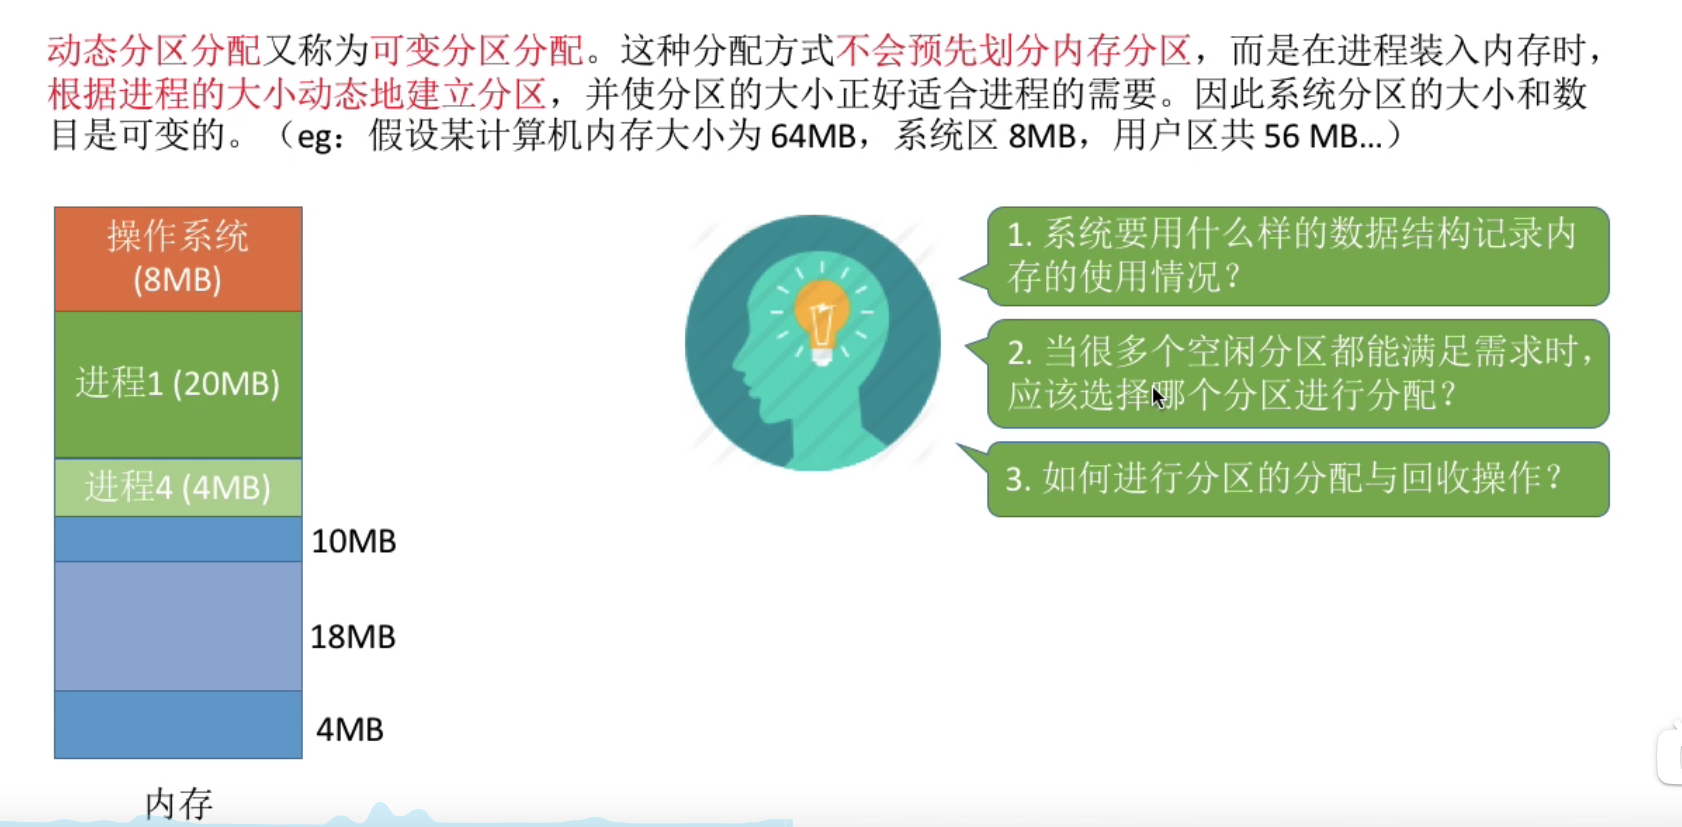 动态分区分配又称为可变分区分配。这种分配方式不会预先划分内存分区，而是在进程装入内存时，
根据进程的大小动态地建立分区，并使分区的大小正好适合进程的需要。因此系统分区的大小和数
目是可变的。（eg：假设某计算机内存大小为 64MB，系统区 8MB，用户区共 56 MB...）
操作系统
(8MB)
进程1 (20MB)
进程4 (4MB)
10MB
18MB
4MB
内存
1. 系统要用什么样的数据结构记录内
存的使用情况？
2. 当很多个空闲分区都能满足需求时，
应该选择哪个分区进行分配？
3. 如何进行分区的分配与回收操作？